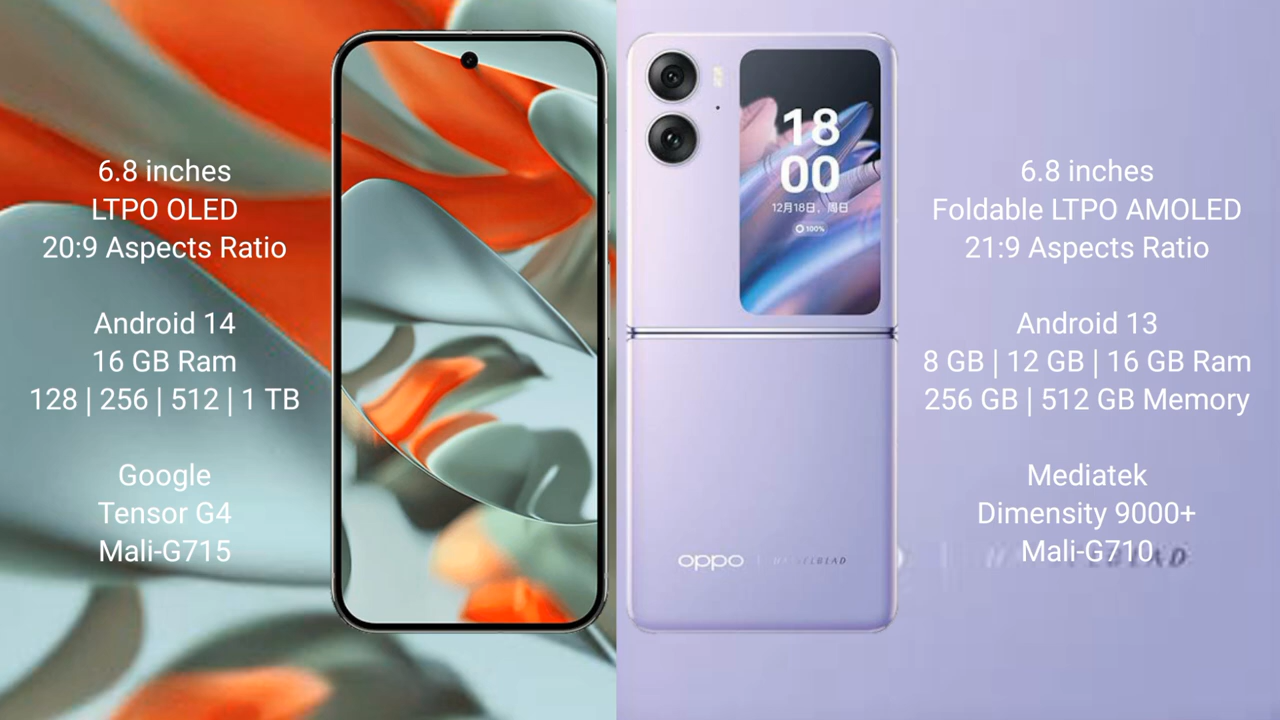 6.8 inches
LTPO OLED
20:9 Aspects Ratio
Android 14
16 GB Ram
128 | 256 | 512 | 1 TB
Google
Tensor G4
Mali-G715
18
00
12月18日，周日
100%
oppo
6.8 inches
Foldable LTPO AMOLED
21:9 Aspects Ratio
Android 13
8 GB | 12 GB | 16 GB Ram
256 GB | 512 GB Memory
Mediatek
Dimensity 9000+
Mali-G710